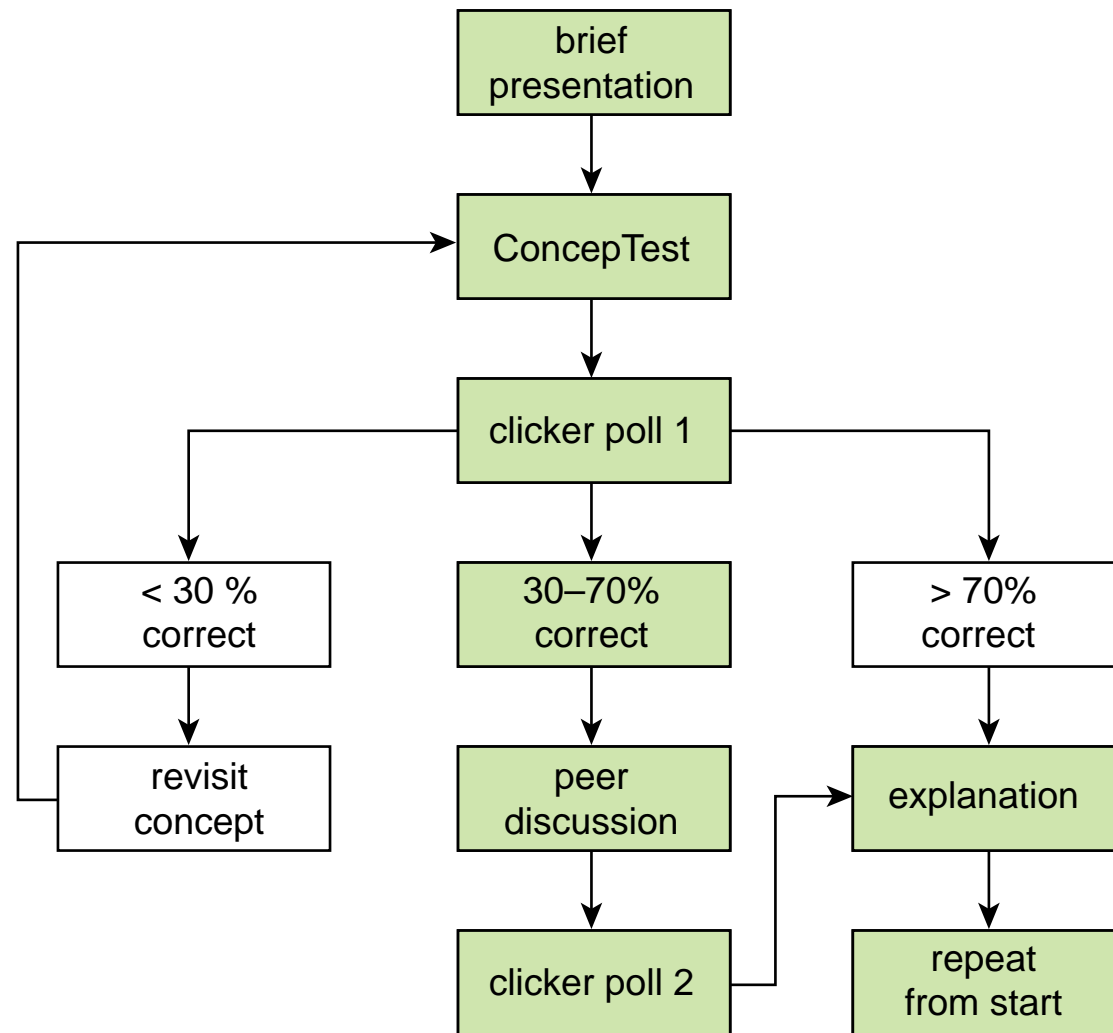 brief
presentation
ConcepTest
clicker poll 1
< 30 %
correct
30–70%
correct
> 70%
correct
revisit
concept
peer
discussion
explanation
clicker poll 2
repeat
from start